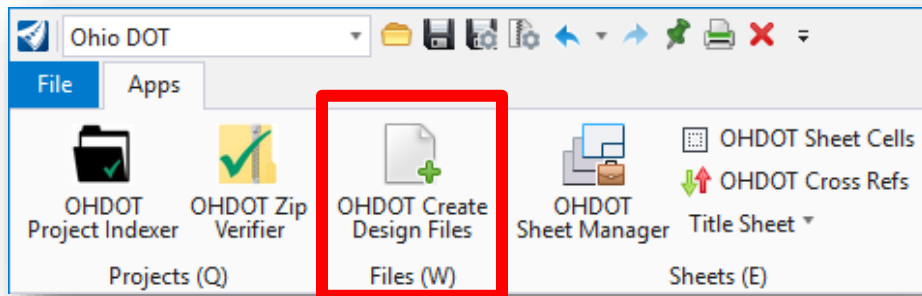 Ohio DOT
File Apps
OHDOT
Project Indexer
OHDOT Zip
Verifier
OHDOT Create
Design Files
OHDOT
Sheet Manager
OHDOT Sheet Cells
OHDOT Cross Refs
Title Sheet
Projects (Q) Files (W) Sheets (E)